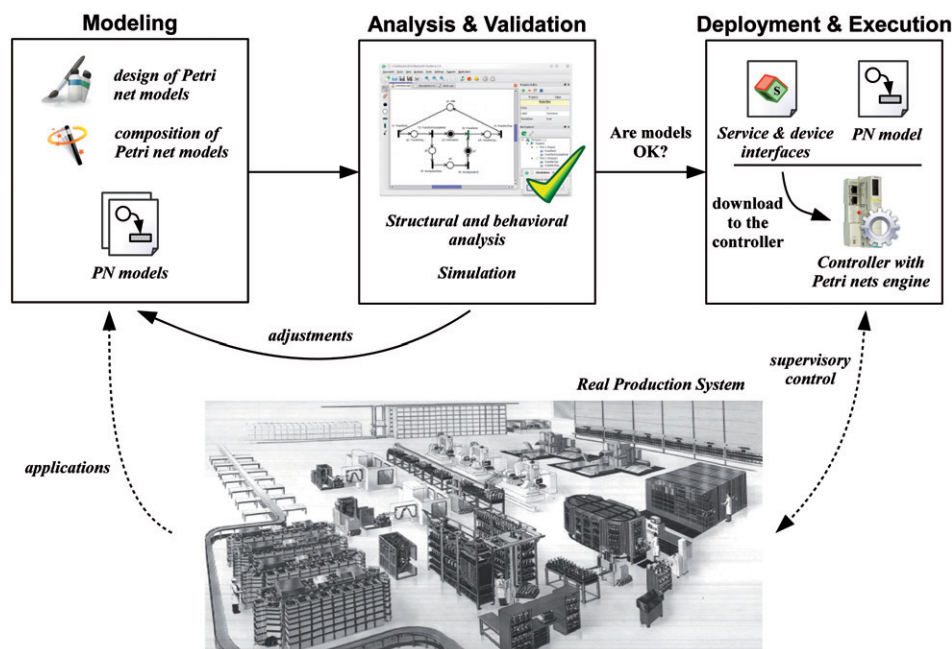 Modeling
Analysis & Validation
Deployment & Execution
design of Petri
net models
composition of
Petri net models
PN models
Structural and behavioral
analysis
Simulation
Are models
OK?
S
Service & device
interfaces
PN model
download
to the
controller
Controller with
Petri nets engine
adjustments
supervisory
control
Real Production System
applications